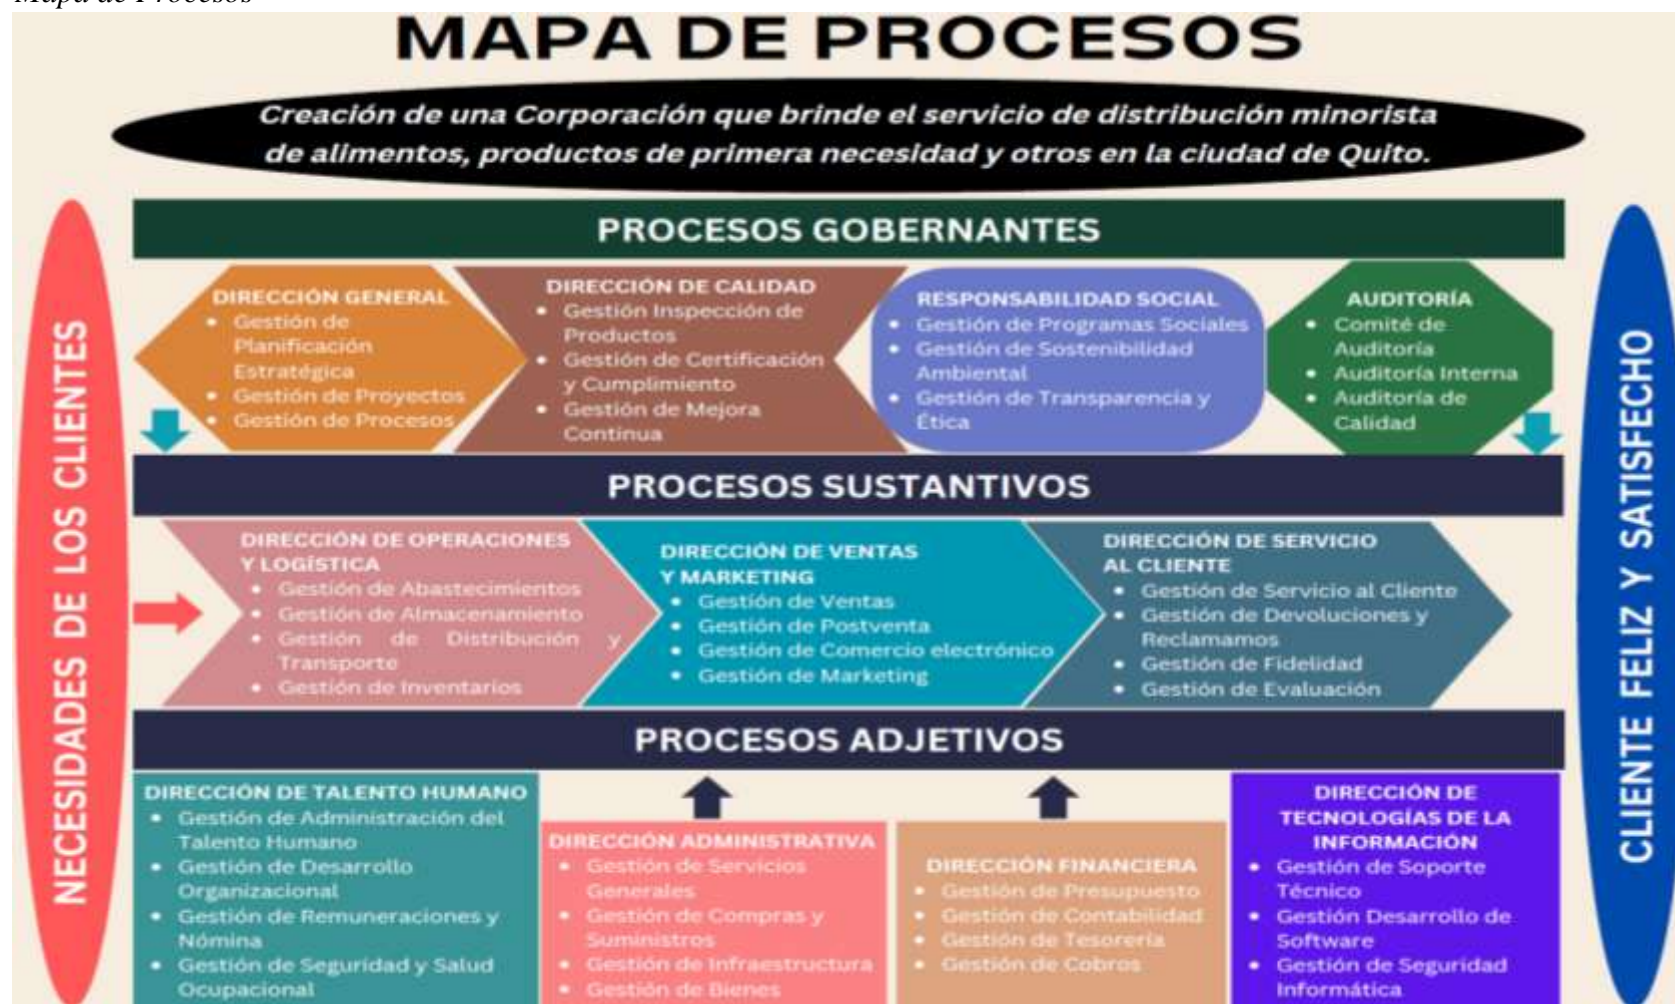 Mapa de Procesos
MAPA DE PROCESOS
Creación de una Corporación que brinde el servicio de distribución minorista
de alimentos, productos de primera necesidad y otros en la ciudad de Quito.
NECESIDADES DE LOS CLIENTES
PROCESOS GOBERNANTES
DIRECCIÓN GENERAL
• Gestión de
Planificación
Estratégica
• Gestión de Proyectos
• Gestión de Procesos
DIRECCIÓN DE CALIDAD
• Gestión Inspección de
Productos
• Gestión de Certificación
y Cumplimiento
• Gestión de Mejora
Continua
RESPONSABILIDAD SOCIAL
• Gestión de Programas Sociales
• Gestión de Sostenibilidad
Ambiental
• Gestión de Transparencia y
Ética
AUDITORÍA
• Comité de
Auditoría
• Auditoría Interna
• Auditoría de
Calidad
PROCESOS SUSTANTIVOS
DIRECCIÓN DE OPERACIONES
Y LOGÍSTICA
• Gestión de Abastecimientos
• Gestión de Almacenamiento
• Gestión de Distribución y
Transporte
• Gestión de Inventarios
DIRECCIÓN DE VENTAS
Y MARKETING
• Gestión de Ventas
• Gestión de Postventa
• Gestión de Comercio electrónico
• Gestión de Marketing
DIRECCIÓN DE SERVICIO
AL CLIENTE
• Gestión de Servicio al Cliente
• Gestión de Devoluciones y
Reclamamos
• Gestión de Fidelidad
• Gestión de Evaluación
PROCESOS ADJETIVOS
DIRECCIÓN DE TALENTO HUMANO
• Gestión de Administración del
Talento Humano
• Gestión de Desarrollo
Organizacional
• Gestión de Remuneraciones y
Nómina
• Gestión de Seguridad y Salud
Ocupacional
DIRECCIÓN ADMINISTRATIVA
• Gestión de Servicios
Generales
• Gestión de Compras y
Suministros
• Gestión de Infraestructura
• Gestión de Bienes
DIRECCIÓN FINANCIERA
• Gestión de Presupuesto
• Gestión de Contabilidad
• Gestión de Tesorería
• Gestión de Cobros
DIRECCIÓN DE
TECNOLOGÍAS DE LA
INFORMACIÓN
• Gestión de Soporte
Técnico
• Gestión Desarrollo de
Software
• Gestión de Seguridad
Informática
CLIENTE FELIZ Y SATISFECHO